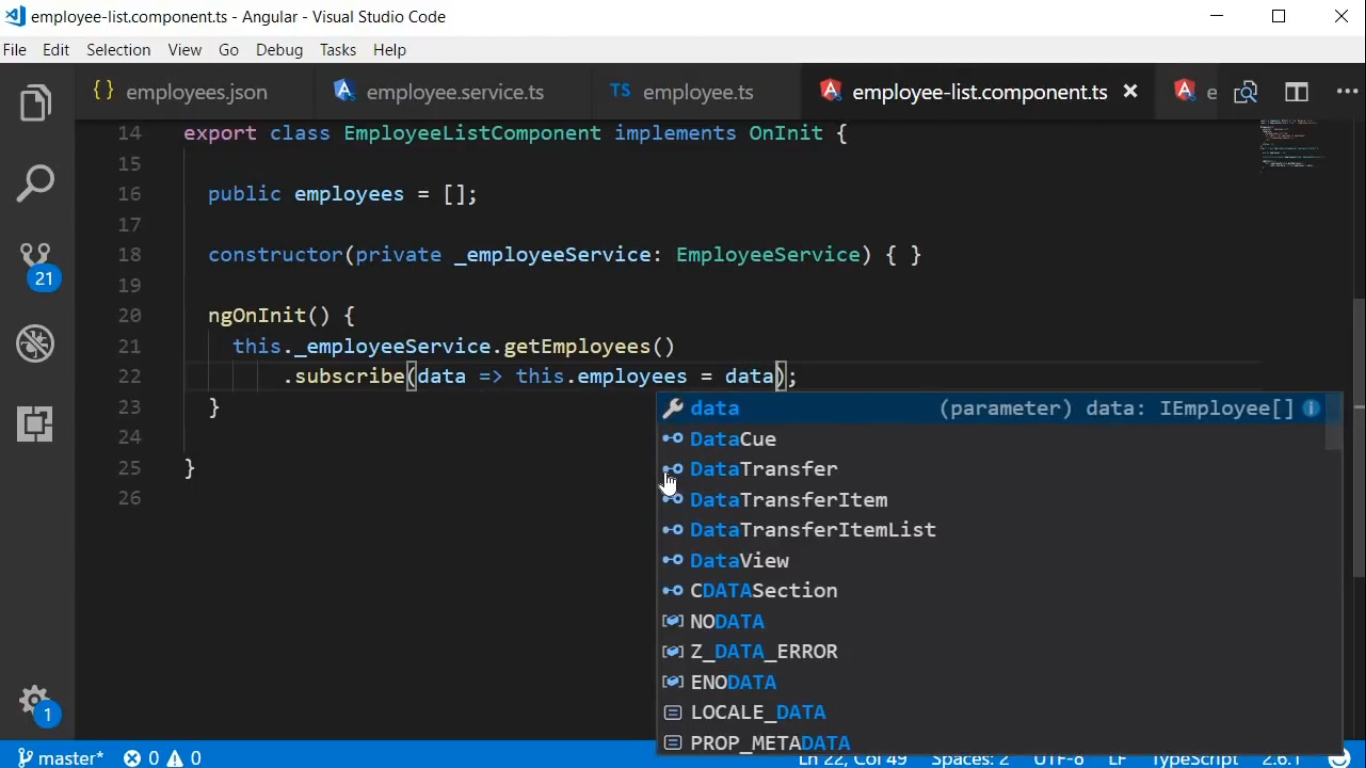 employee-list.component.ts - Angular - Visual Studio Code
File Edit Selection View Go Debug Tasks Help
{} employees.json employee.service.ts TS employee.ts employee-list.component.ts e
14 export class EmployeeListComponent implements OnInit {
15
16 public employees = [];
17
18 constructor(private _employeeService: EmployeeService) { }
19
20 ngOnInit() {
21 this._employeeService.getEmployees()
22 .subscribe(data => this.employees = data);
23 }
24
25 }
26
data (parameter) data: IEmployee[]
DataCue
DataTransfer
DataTransferItem
DataTransferItemList
DataView
CDATASection
NODATA
Z_DATA_ERROR
ENODATA
LOCALE_DATA
PROP_METADATA
21
1
master* 0 0 Ln 22, Col 49 Spaces: 2 UTF-8 LF TypeScript 2.6.1